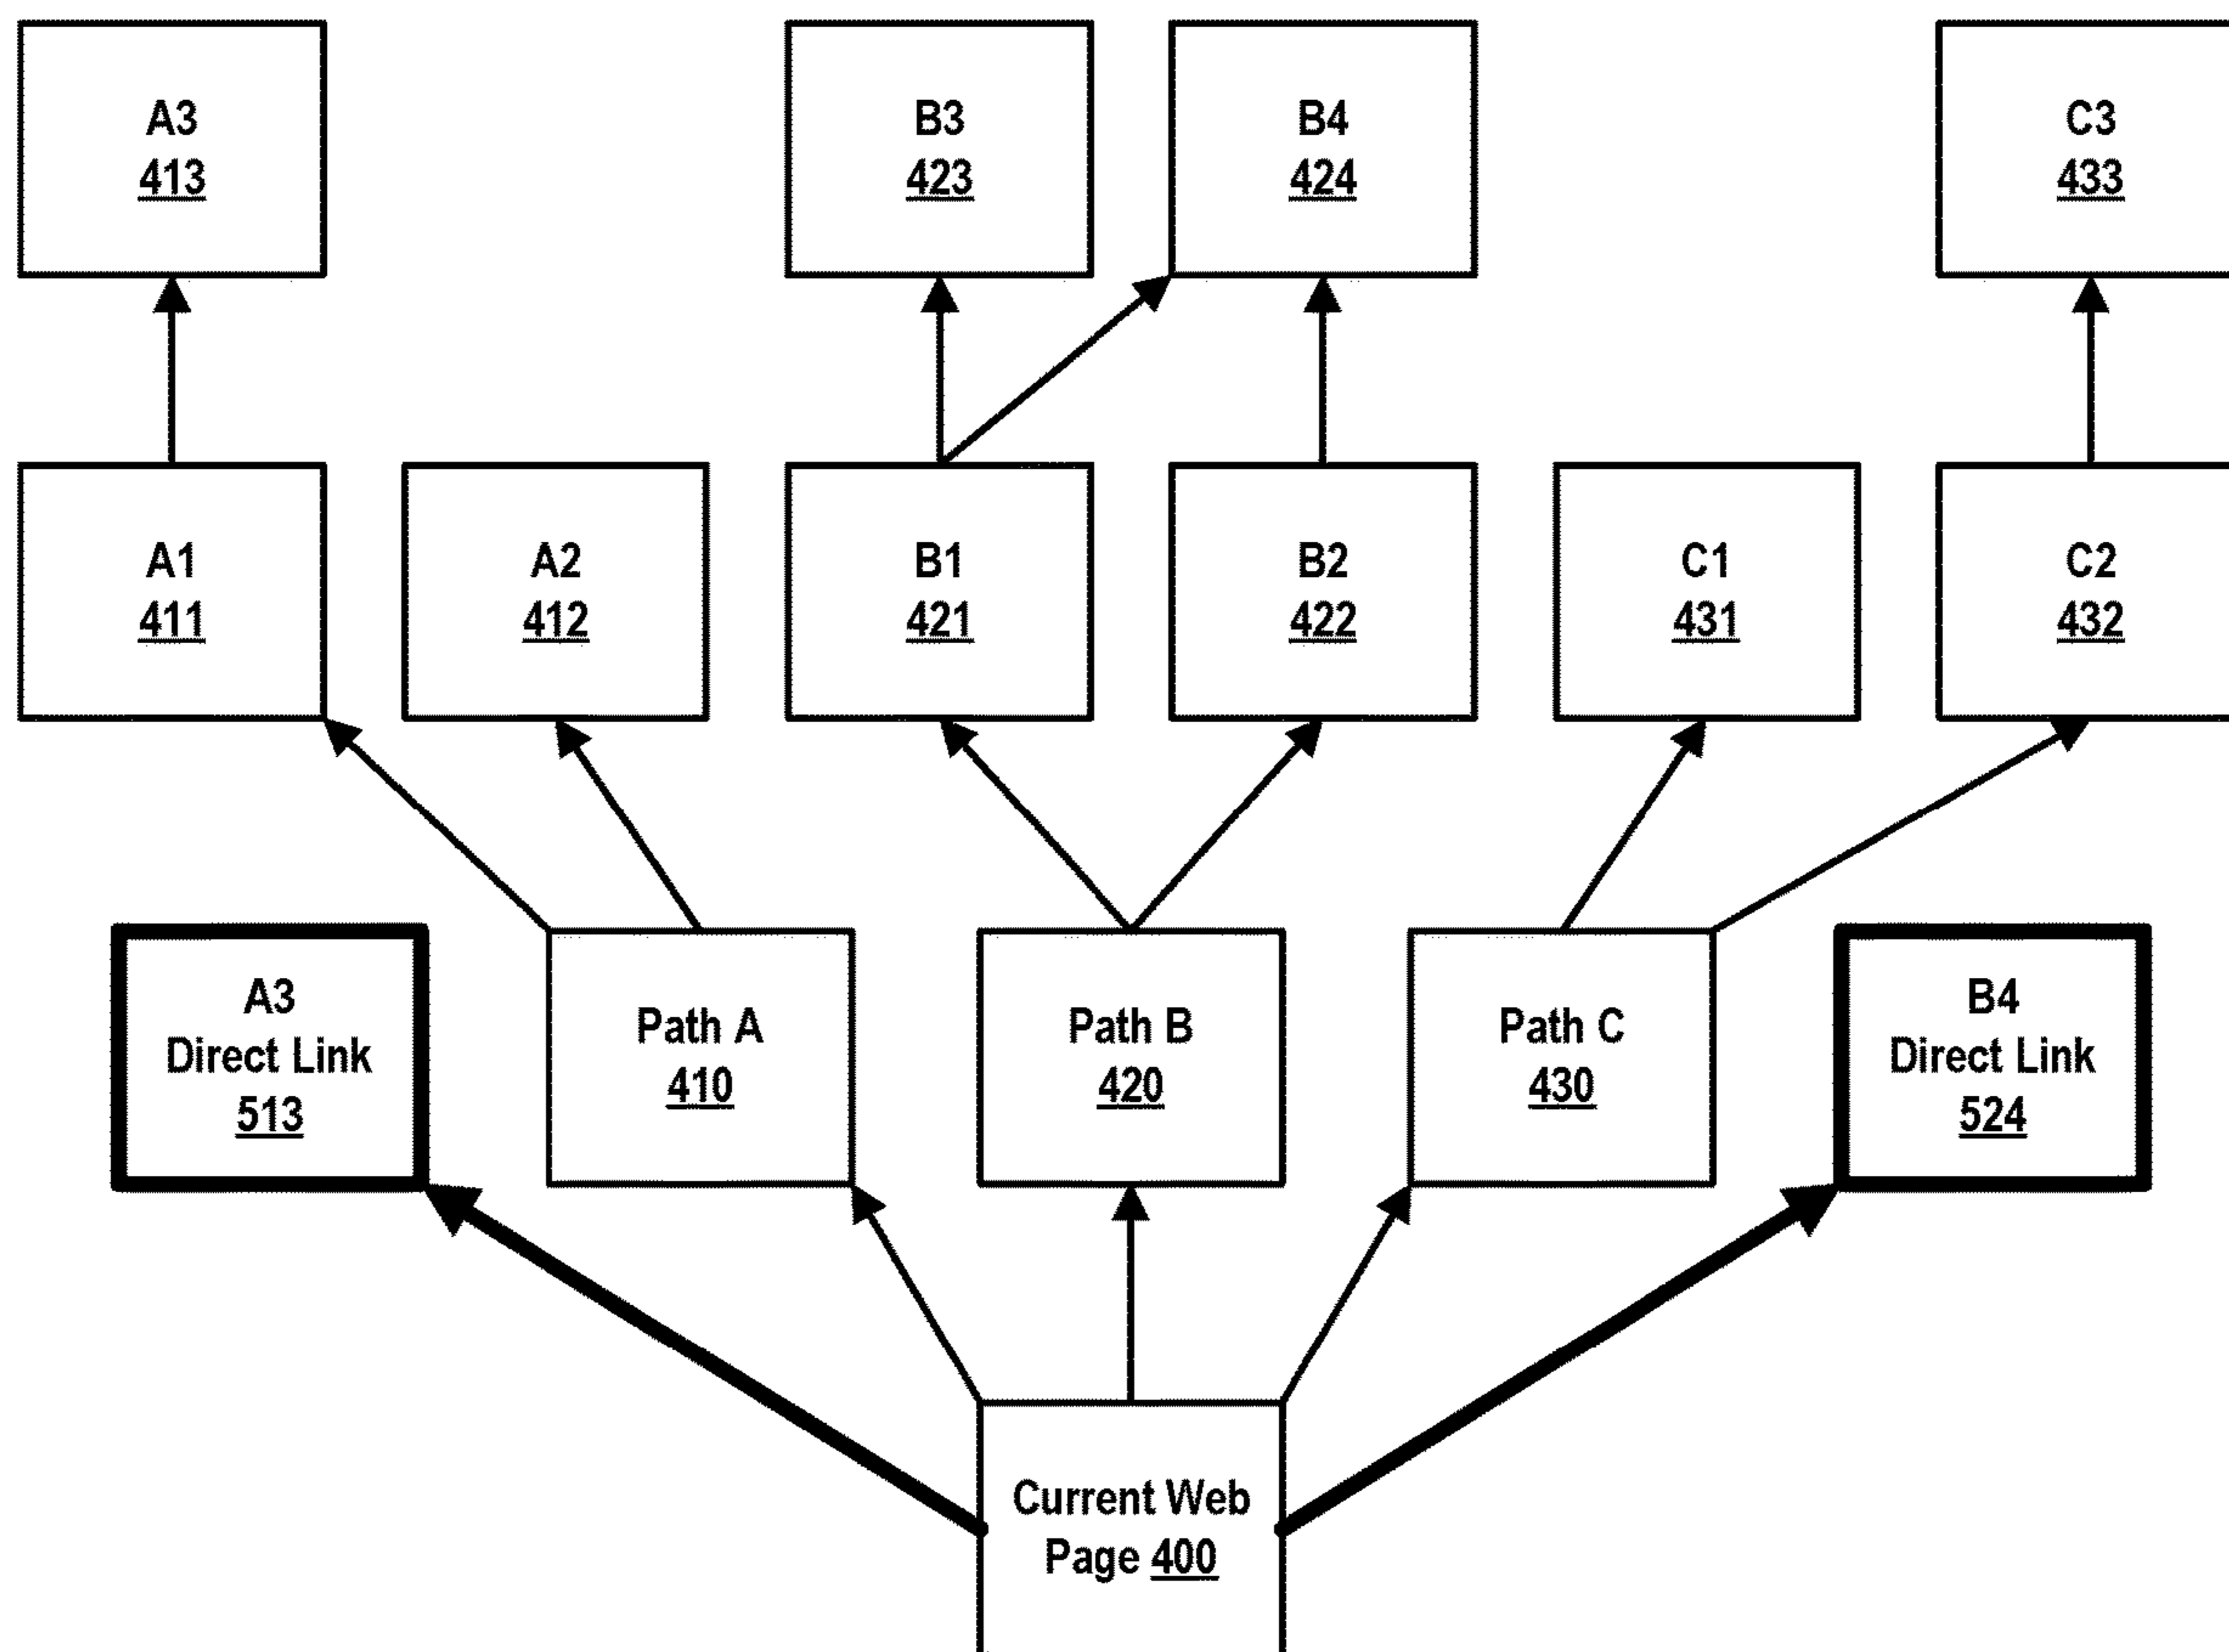 A3
413
B3
423
B4
424
C3
433
A1
411
A2
412
B1
421
B2
422
C1
431
C2
432
A3
Direct Link
513
Path A
410
Path B
420
Path C
430
B4
Direct Link
524
Current Web
Page 400